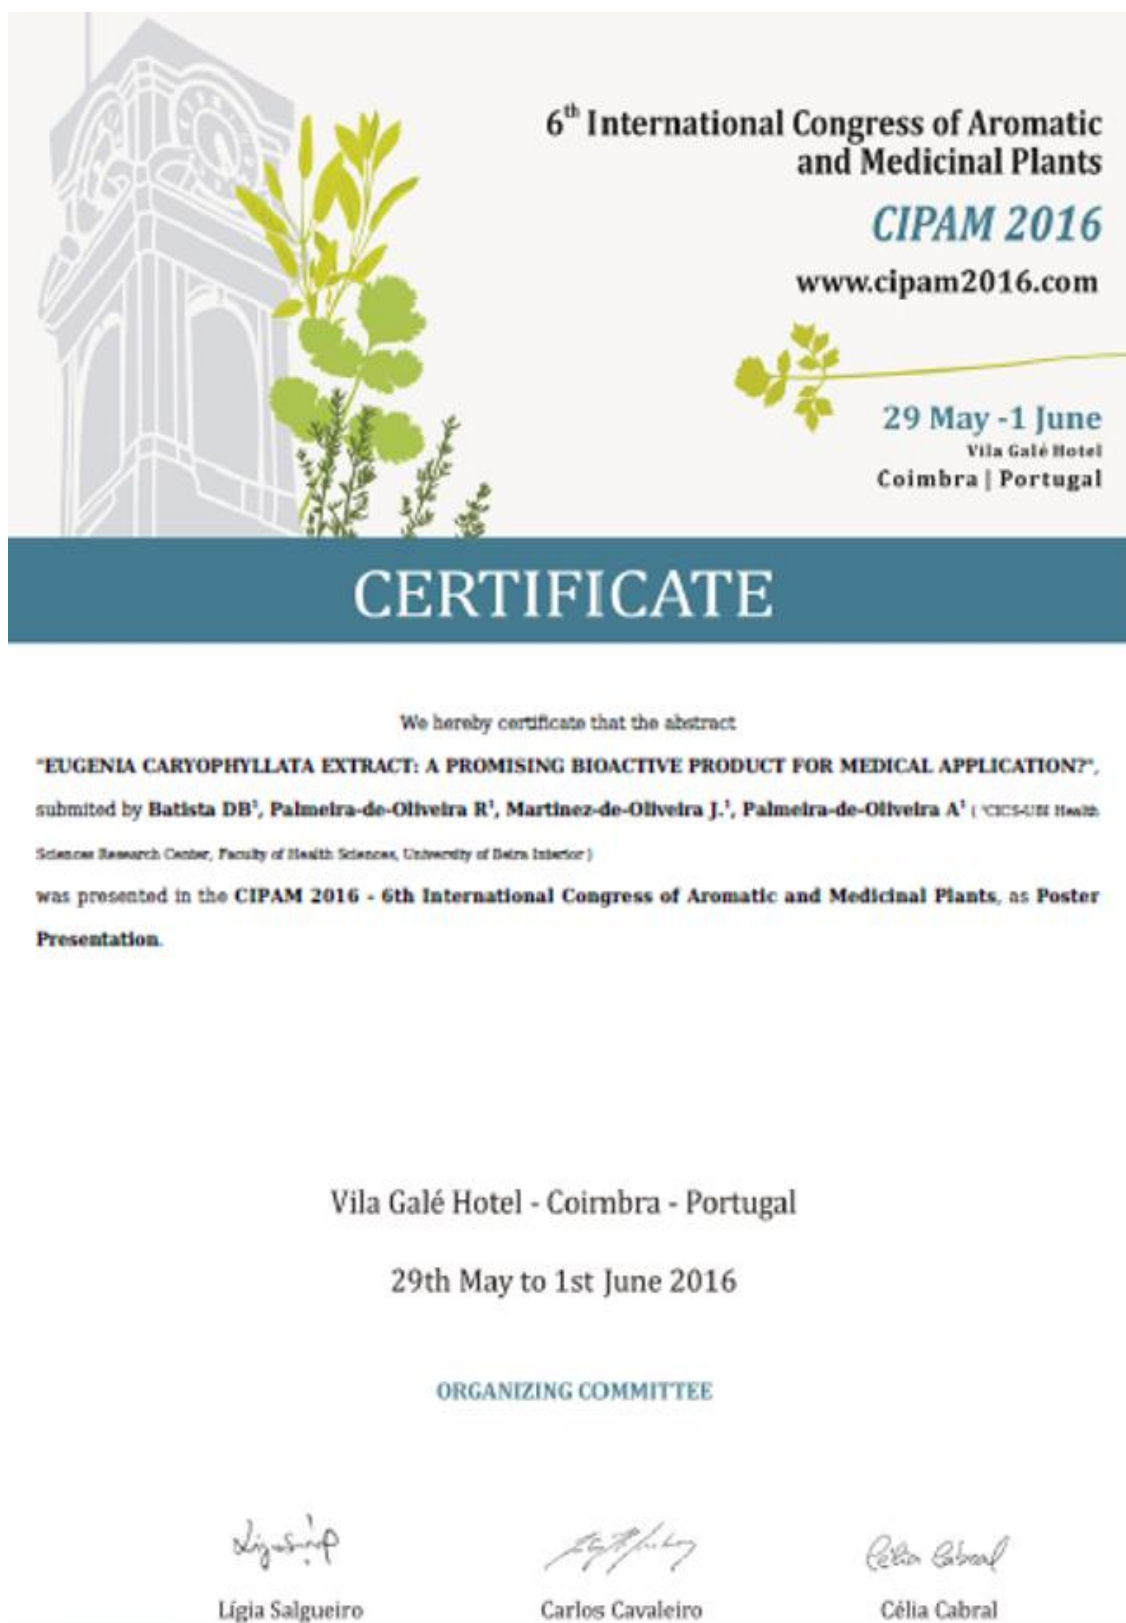 6th International Congress of Aromatic
and Medicinal Plants
CIPAM 2016
www.cipam2016.com
29 May -1 June
Vila Galé Hotel
Coimbra | Portugal
CERTIFICATE
We hereby certificate that the abstract
"EUGENIA CARYOPHYLLATA EXTRACT: A PROMISING BIOACTIVE PRODUCT FOR MEDICAL APPLICATION?",
submited by Batista DB¹, Palmeira-de-Oliveira R¹, Martinez-de-Oliveira J.¹, Palmeira-de-Oliveira A¹ ( ¹CICS-UBI Health
Sciences Research Center, Faculty of Health Sciences, University of Beira Interior )
was presented in the CIPAM 2016 - 6th International Congress of Aromatic and Medicinal Plants, as Poster
Presentation.
Vila Galé Hotel - Coimbra - Portugal
29th May to 1st June 2016
ORGANIZING COMMITTEE
Célia Cabral
Lígia Salgueiro Carlos Cavaleiro Célia Cabral